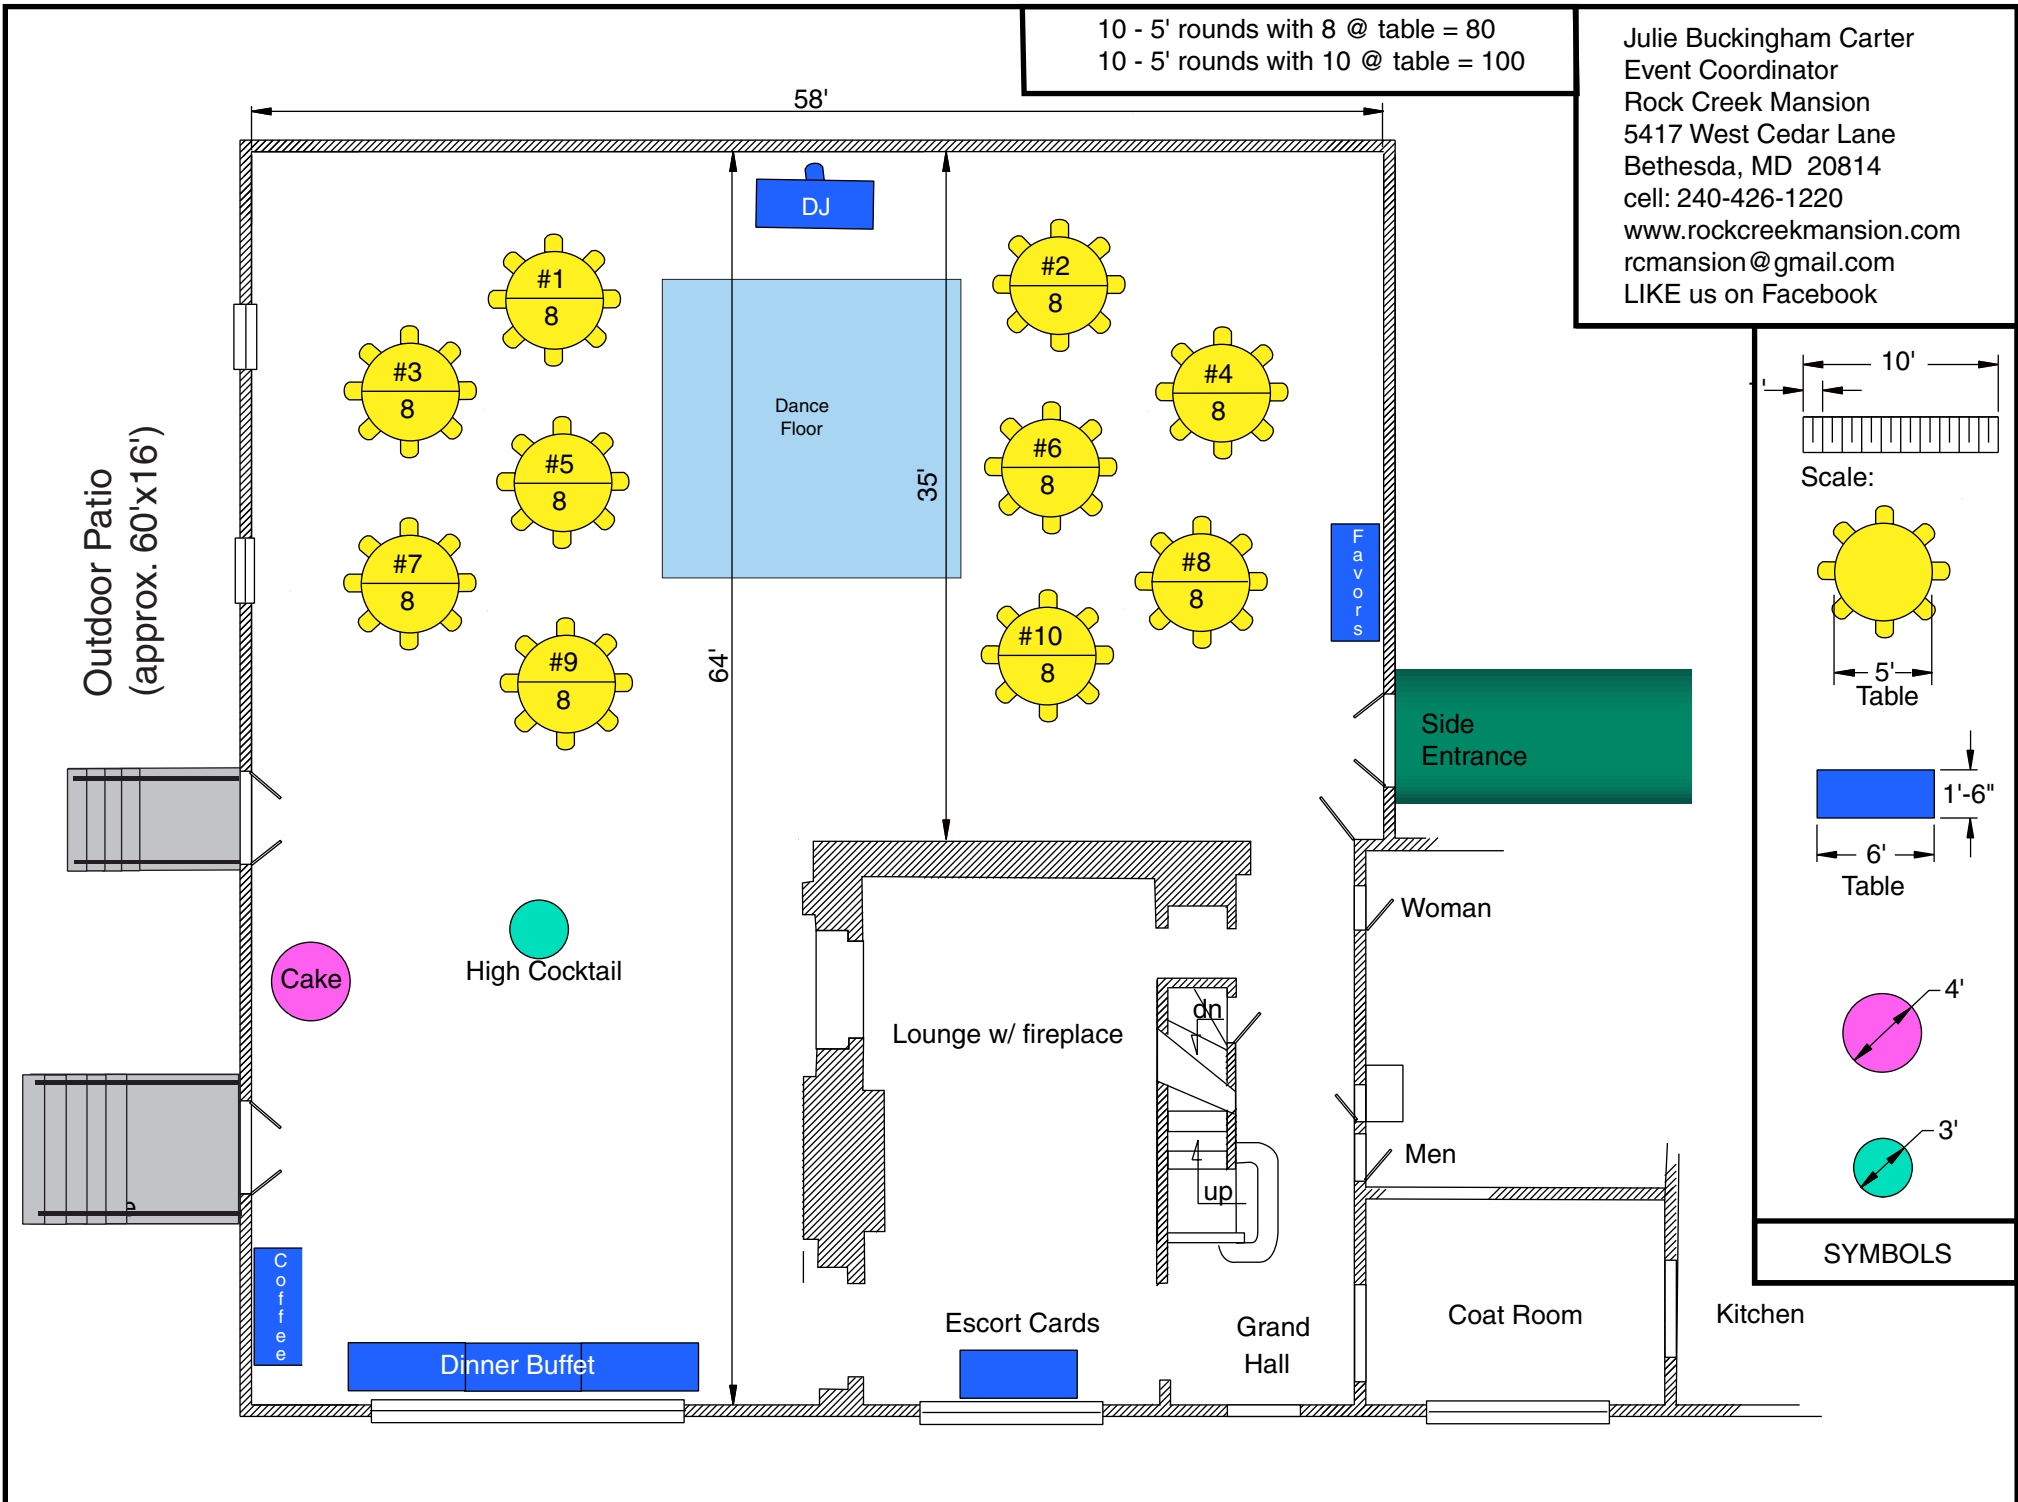 10 - 5' rounds with 8 @ table = 80
10 - 5' rounds with 10 @ table = 100
Julie Buckingham Carter
Event Coordinator
Rock Creek Mansion
5417 West Cedar Lane
Bethesda, MD  20814
cell: 240-426-1220
www.rockcreekmansion.com
rcmansion@gmail.com
LIKE us on Facebook
58'
DJ
#1
8
#2
8
#3
8
#4
8
Dance
Floor
#5
8
#6
8
35'
#7
8
#8
8
Favors
#9
8
#10
8
64'
Outdoor Patio
(approx. 60'x16')
Side
Entrance
Woman
High Cocktail
Cake
Lounge w/ fireplace
dn
up
Men
Coffee
Dinner Buffet
Escort Cards
Grand
Hall
Coat Room
Kitchen
10'
Scale:
5'
Table
1'-6"
6'
Table
4'
3'
SYMBOLS